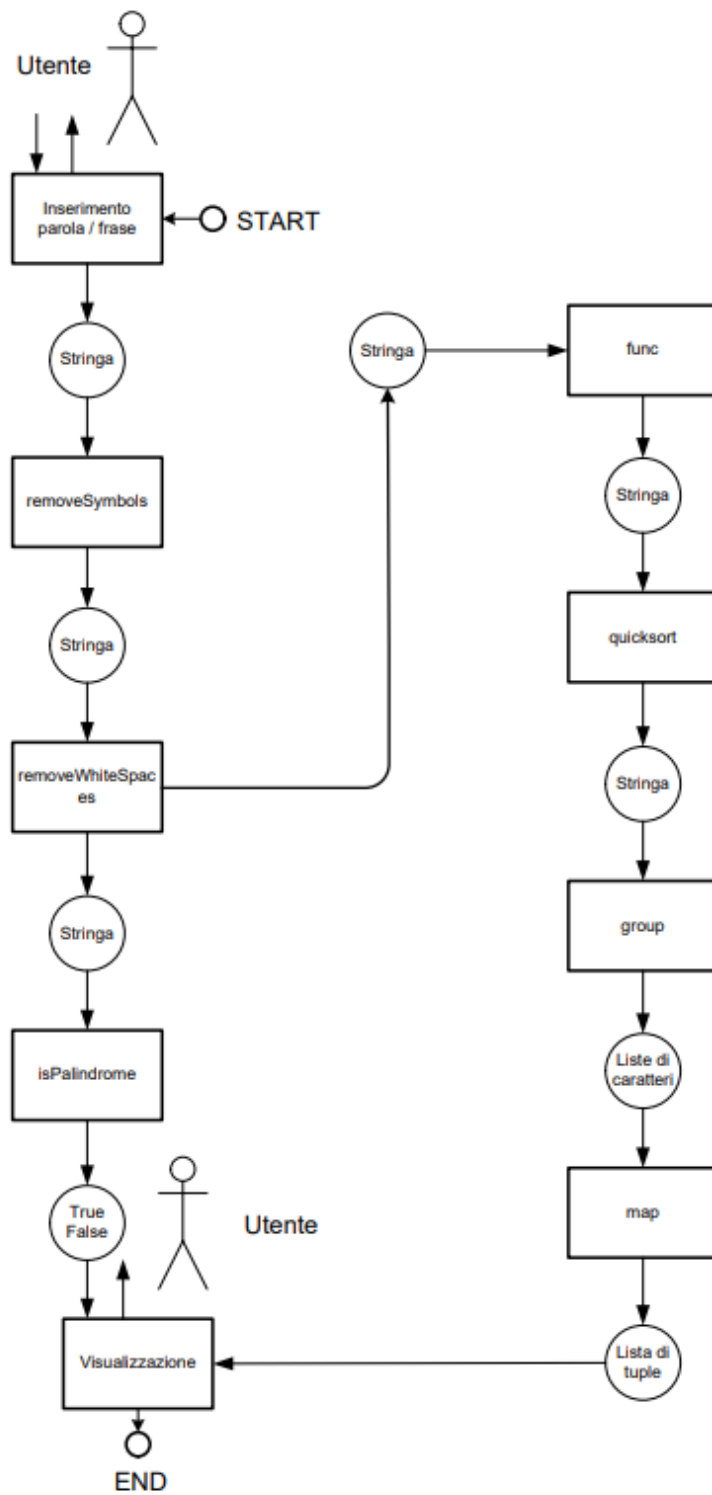 Utente
Inserimento
parola / frase
START
Stringa
removeSymbols
Stringa
removeWhiteSpac
es
Stringa
isPalindrome
True
False
Utente
Visualizzazione
END
Stringa
func
Stringa
quicksort
Stringa
group
Liste di
caratteri
map
Lista di
tuple